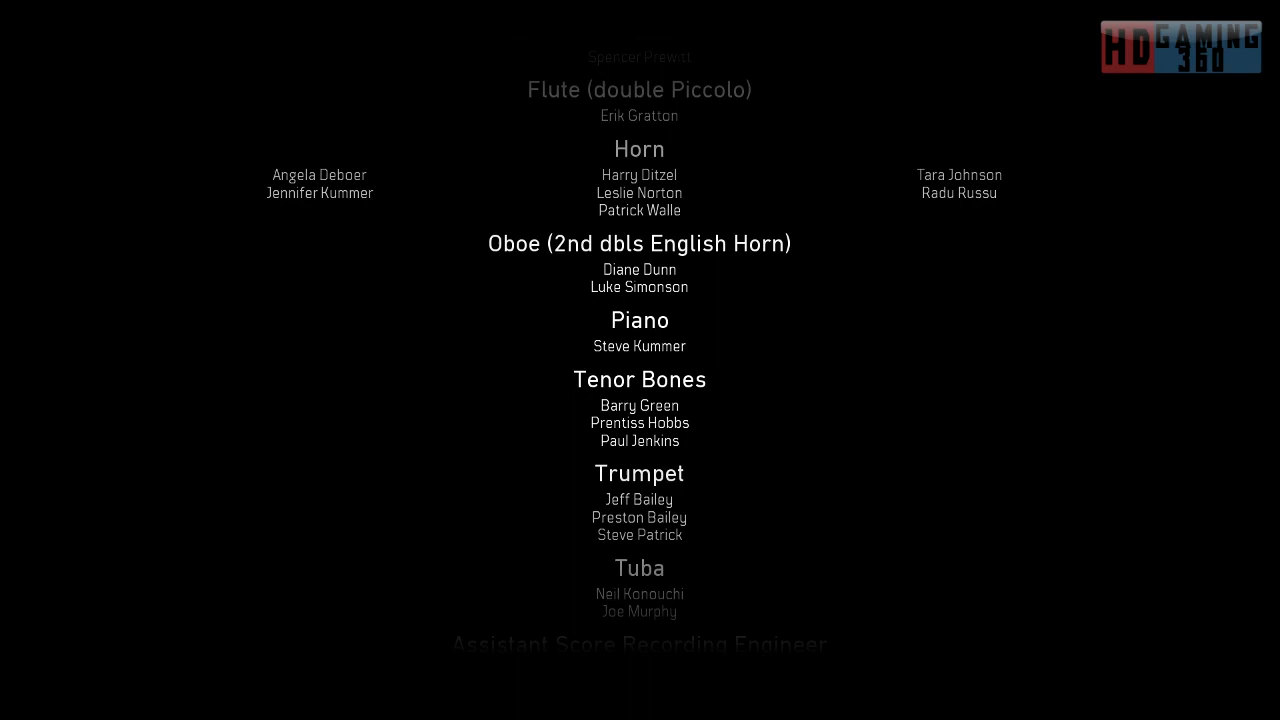 HD GAMING 360
Spencer Prewitt
Flute (double Piccolo)
Erik Gratton
Horn
Angela Deboer Harry Ditzel Tara Johnson
Jennifer Kummer Leslie Norton Radu Russu
Patrick Walle
Oboe (2nd dbls English Horn)
Diane Dunn
Luke Simonson
Piano
Steve Kummer
Tenor Bones
Barry Green
Prentiss Hobbs
Paul Jenkins
Trumpet
Jeff Bailey
Preston Bailey
Steve Patrick
Tuba
Neil Konouchi
Joe Murphy
Assistant Score Recording Engineer